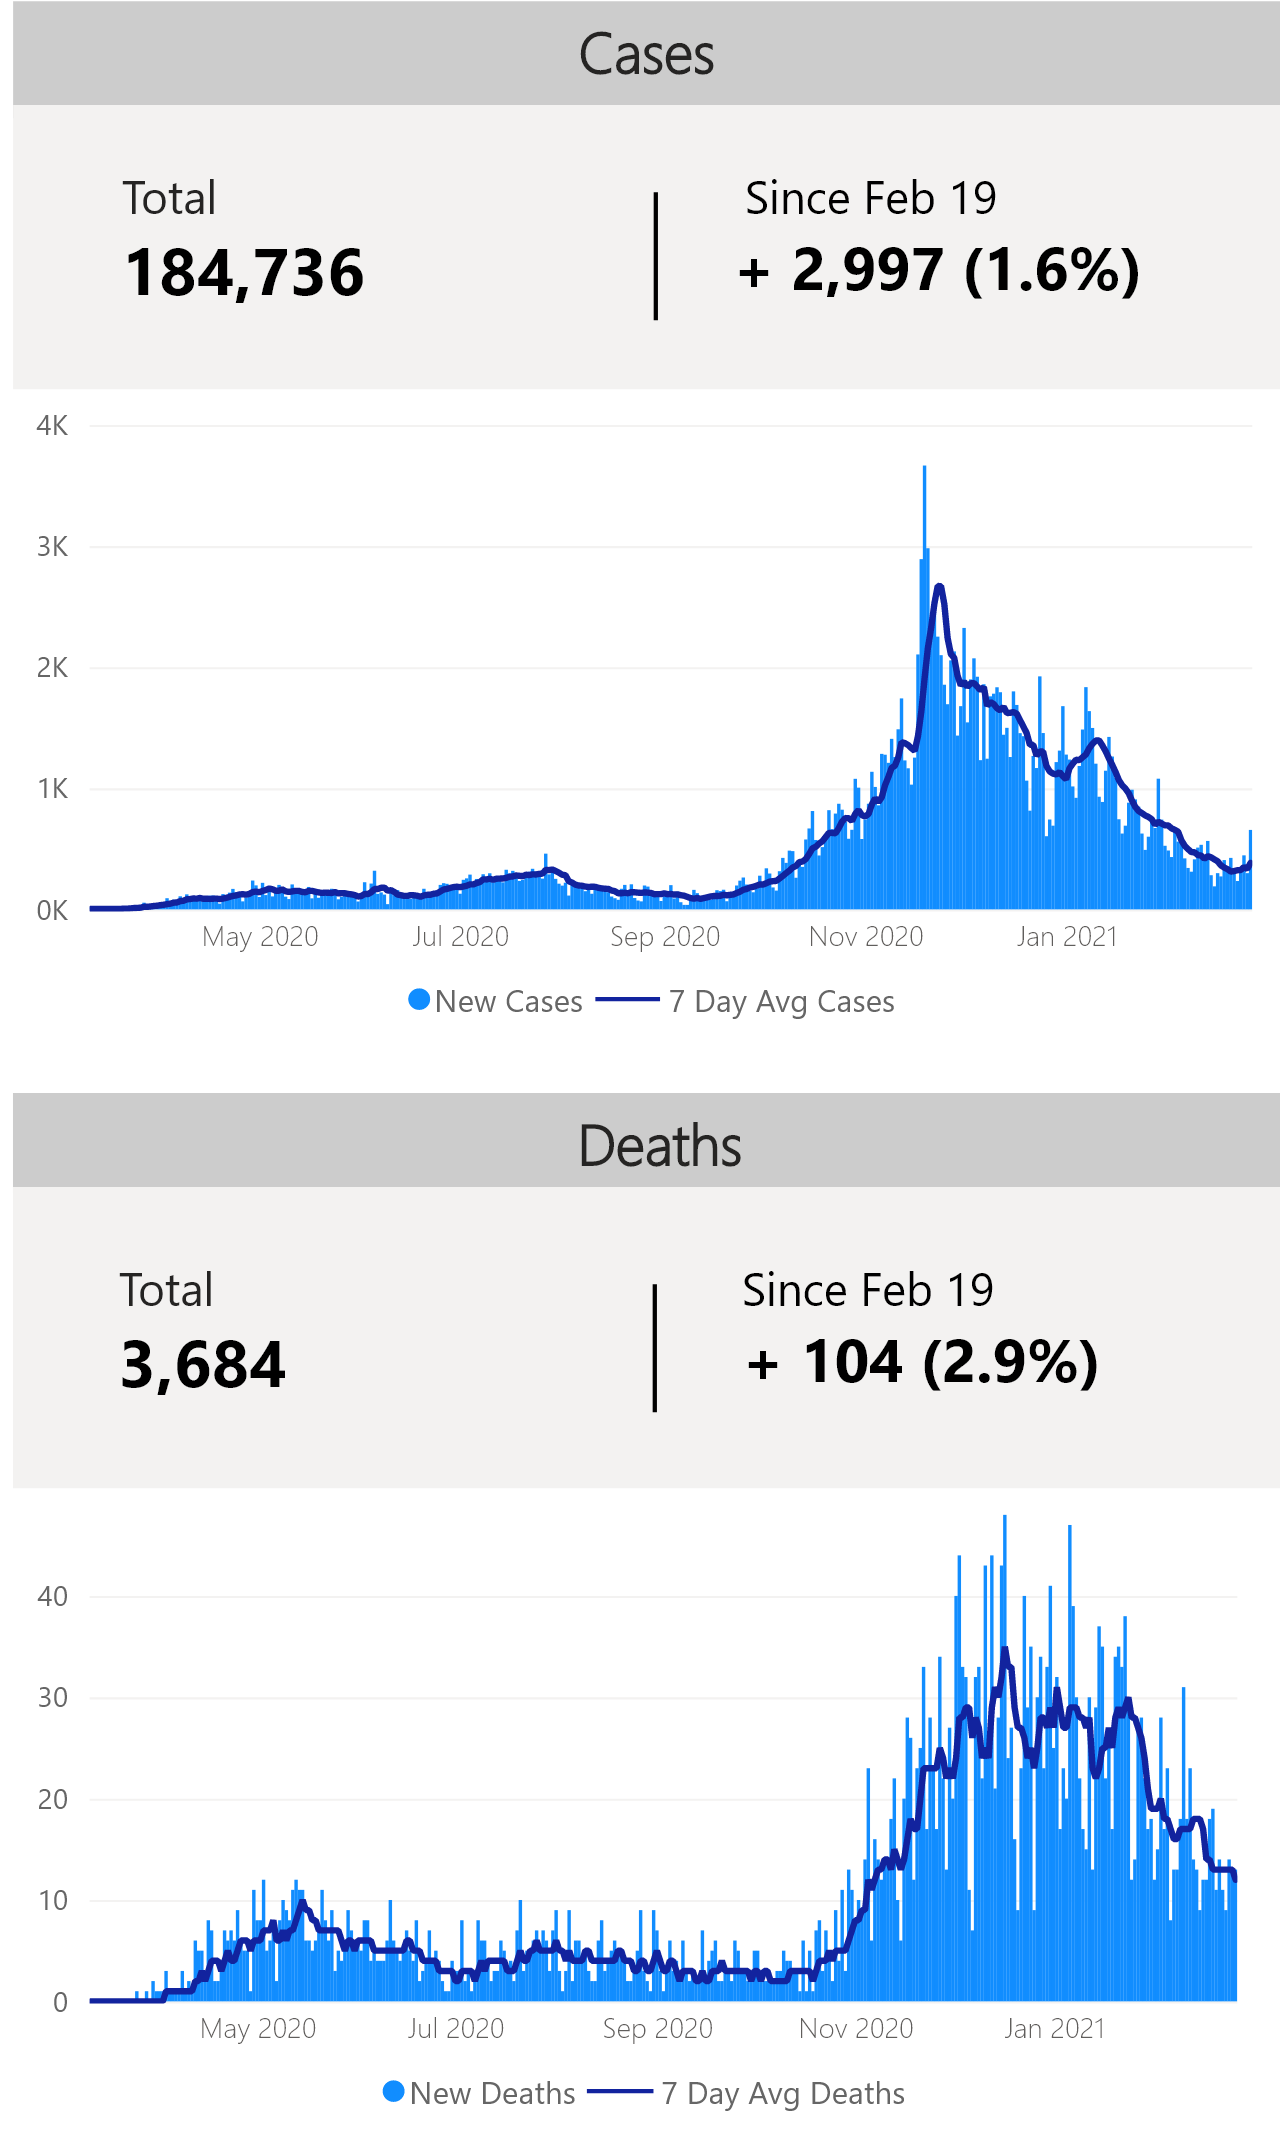 Cases
Total
Since Feb 19
184,736
+ 2,997 (1.6%)
4K
3K
2K
1K
0K
May 2020
Jul 2020
Sep 2020
Nov 2020
Jan 2021
New Cases
7 Day Avg Cases
Deaths
Total
Since Feb 19
3,684
+ 104 (2.9%)
40
30
20
10
0
May 2020
Jul 2020
Sep 2020
Nov 2020
Jan 2021
New Deaths
7 Day Avg Deaths